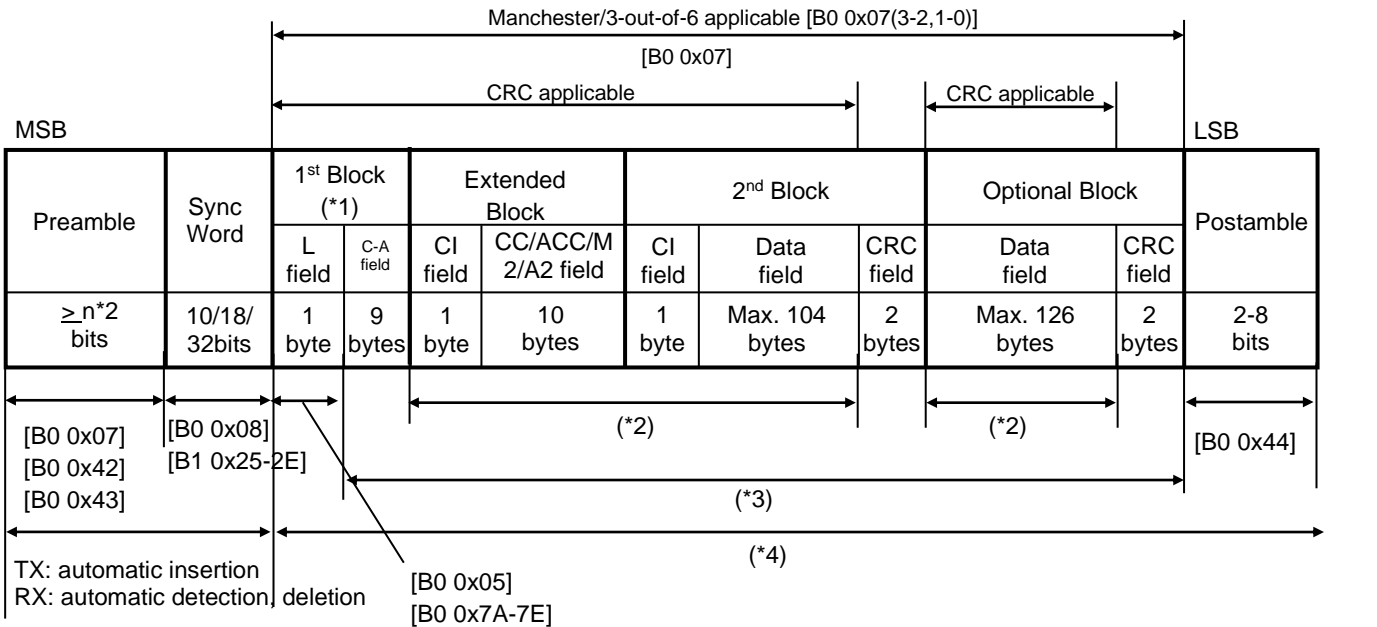 Manchester/3-out-of-6 applicable [B0 0x07(3-2,1-0)]
[B0 0x07]
CRC applicable
CRC applicable
MSB
LSB
Preamble
Sync
Word
1st Block
(*1)
Extended
Block
2nd Block
Optional Block
Postamble
L
field
C-A
field
CI
field
CC/ACC/M
2/A2 field
CI
field
Data
field
CRC
field
Data
field
CRC
field
≥ n*2
bits
10/18/
32bits
1
byte
9
bytes
1
byte
10
bytes
1
byte
Max. 104
bytes
2
bytes
Max. 126
bytes
2
bytes
2-8
bits
[B0 0x07]
[B0 0x42]
[B0 0x43]
[B0 0x08]
[B1 0x25-2E]
(*2)
(*2)
[B0 0x44]
(*3)
(*4)
TX: automatic insertion
RX: automatic detection, deletion
[B0 0x05]
[B0 0x7A-7E]